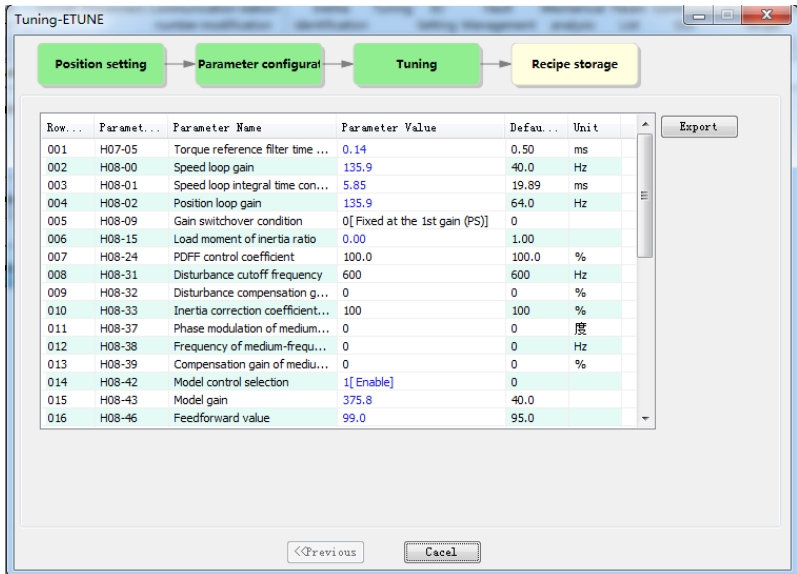 Tuning-ETUNE
Position setting Parameter configurat Tuning Recipe storage
Row... Paramet... Parameter Name Parameter Value Defau... Unit
Export
001 H07-05 Torque reference filter time ... 0.14 0.50 ms
002 H08-00 Speed loop gain 135.9 40.0 Hz
003 H08-01 Speed loop integral time con... 5.85 19.89 ms
004 H08-02 Position loop gain 135.9 64.0 Hz
005 H08-09 Gain switchover condition 0[ Fixed at the 1st gain (PS)] 0
006 H08-15 Load moment of inertia ratio 0.00 1.00
007 H08-24 PDFF control coefficient 100.0 100.0 %
008 H08-31 Disturbance cutoff frequency 600 600 Hz
009 H08-32 Disturbance compensation g... 0 0 %
010 H08-33 Inertia correction coefficient... 100 100 %
011 H08-37 Phase modulation of medium... 0 0 度
012 H08-38 Frequency of medium-frequ... 0 0 Hz
013 H08-39 Compensation gain of mediu... 0 0 %
014 H08-42 Model control selection 1[ Enable] 0
015 H08-43 Model gain 375.8 40.0
016 H08-46 Feedforward value 99.0 95.0
<<Previous Cacel